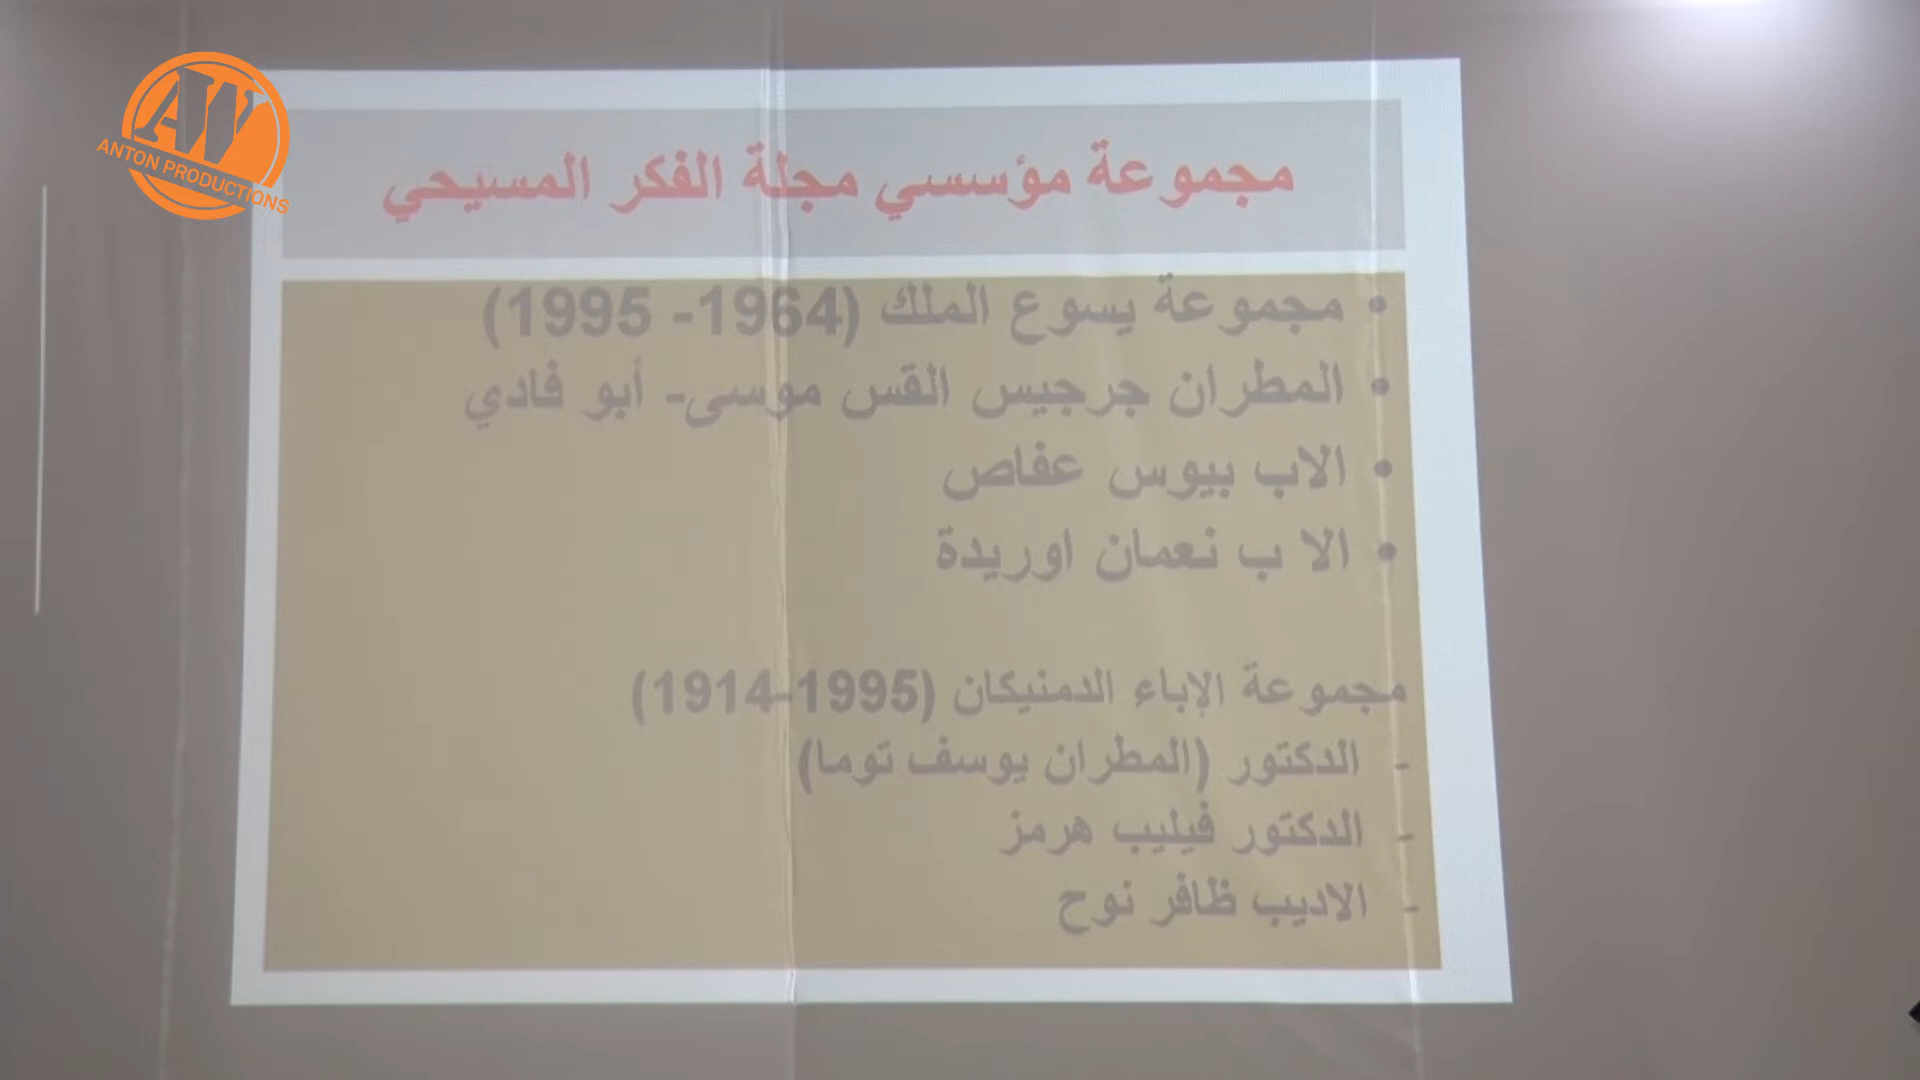 ANTON PRODUCTIONS
مجموعة مؤسسي مجلة الفكر المسيحي
• مجموعة يسوع الملك (1964- 1995)
• المطران جرجيس القس موسى- أبو فادي
• الاب بيوس عفاص
• الا ب نعمان اوريدة
مجموعة الإباء الدمنيكان (1995-1914)
- الدكتور (المطران يوسف توما)
- الدكتور فيليب هرمز
- الاديب ظافر نوح